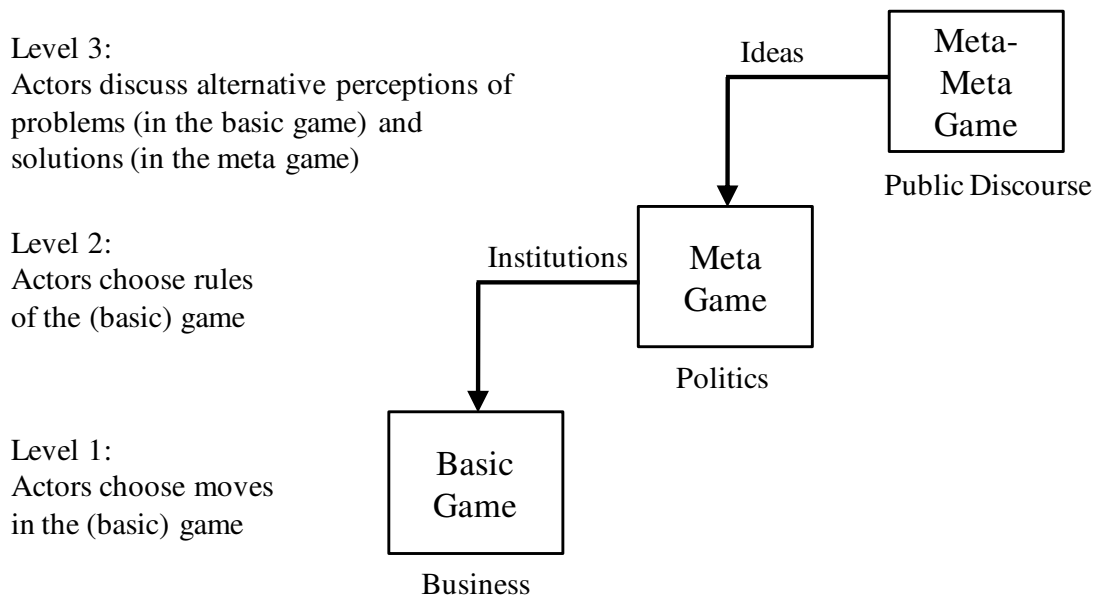 Level 3:
Actors discuss alternative perceptions of
problems (in the basic game) and
solutions (in the meta game)
Ideas
Meta-
Meta
Game
Public Discourse
Level 2:
Actors choose rules
of the (basic) game
Institutions
Meta
Game
Politics
Level 1:
Actors choose moves
in the (basic) game
Basic
Game
Business